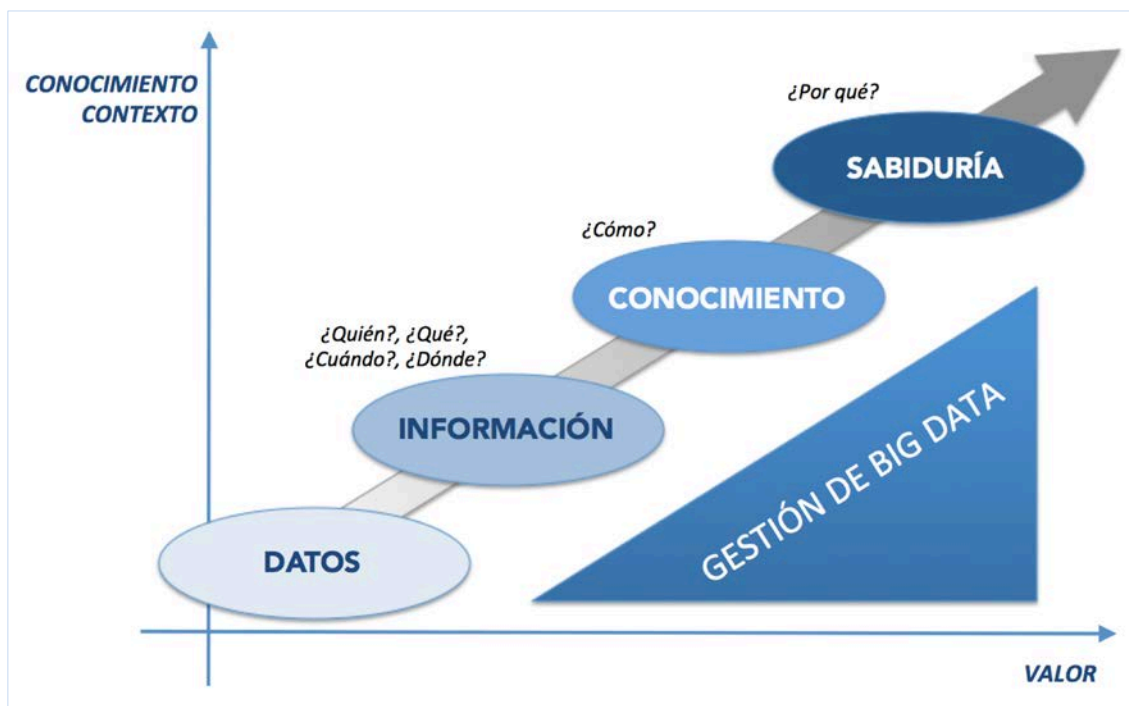 CONOCIMIENTO
CONTEXTO
¿Por qué?
SABIDURÍA
¿Cómo?
CONOCIMIENTO
¿Quién?, ¿Qué?,
¿Cuándo?, ¿Dónde?
INFORMACIÓN
DATOS
GESTIÓN DE BIG DATA
VALOR